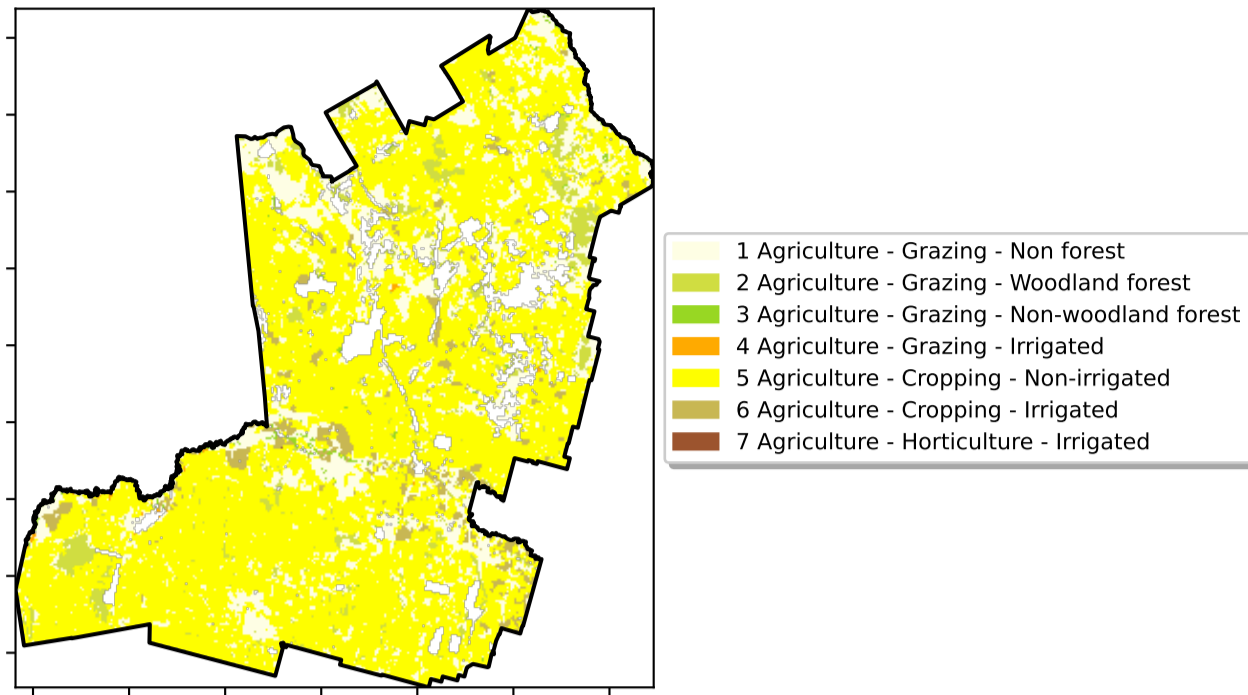 1 Agriculture - Grazing - Non forest
2 Agriculture - Grazing - Woodland forest
3 Agriculture - Grazing - Non-woodland forest
4 Agriculture - Grazing - Irrigated
5 Agriculture - Cropping - Non-irrigated
6 Agriculture - Cropping - Irrigated
7 Agriculture - Horticulture - Irrigated